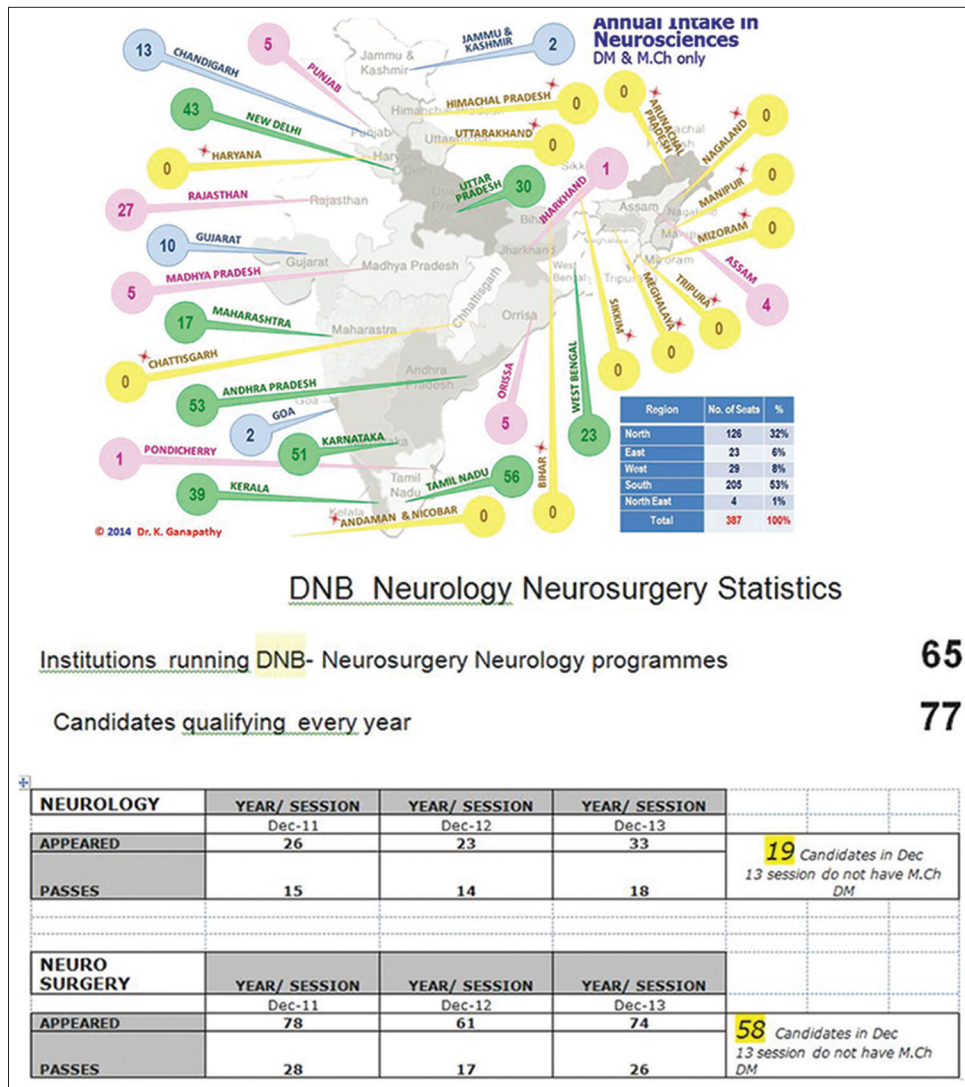 Annual Intake in
Neurosciences
DM & M.Ch only
JAMMU &
KASHMIR
2
13
CHANDIGARH
5
PUNJAB
Jammu &
Kashmir
43
NEW DELHI
HIMACHAL PRADESH
0
0
ARUNACHAL
PRADESH
NAGALAND
0
Punjab
UTTARAKHAND
0
0
HARYANA
Haryana
UTTAR
PRADESH
30
JHARKHAND
1
MANIPUR
0
27
RAJASTHAN
Rajasthan
Assam
Nagaland
MIZORAM
0
10
GUJARAT
Gujarat
Madhya Pradesh
Jharkhand
West
Bengal
Mizoram
5
MADHYA PRADESH
Chhattisgarh
Orrisa
ASSAM
4
17
MAHARASHTRA
Maharastra
SIKKIM
0
MEGHALAYA
0
TRIPURA
0
0
CHATTISGARH
Andhra
Pradesh
53
ANDHRA PRADESH
ORISSA
5
WEST BENGAL
23
Goa
2
GOA
51
KARNATAKA
1
PONDICHERRY
Tamil
Nadu
TAMIL NADU
56
BIHAR
0
39
KERALA
Kerala
ANDAMAN & NICOBAR
0
© 2014 Dr. K. Ganapathy
Region No. of Seats %
North 126 32%
East 23 6%
West 29 8%
South 205 53%
North East 4 1%
Total 387 100%
DNB Neurology Neurosurgery Statistics
Institutions running DNB- Neurosurgery Neurology programmes 65
Candidates qualifying every year 77
NEUROLOGY YEAR/ SESSION YEAR/ SESSION YEAR/ SESSION
Dec-11 Dec-12 Dec-13
APPEARED 26 23 33
PASSES 15 14 18
19 Candidates in Dec
13 session do not have M.Ch
DM
NEURO
SURGERY YEAR/ SESSION YEAR/ SESSION YEAR/ SESSION
Dec-11 Dec-12 Dec-13
APPEARED 78 61 74
PASSES 28 17 26
58 Candidates in Dec
13 session do not have M.Ch
DM